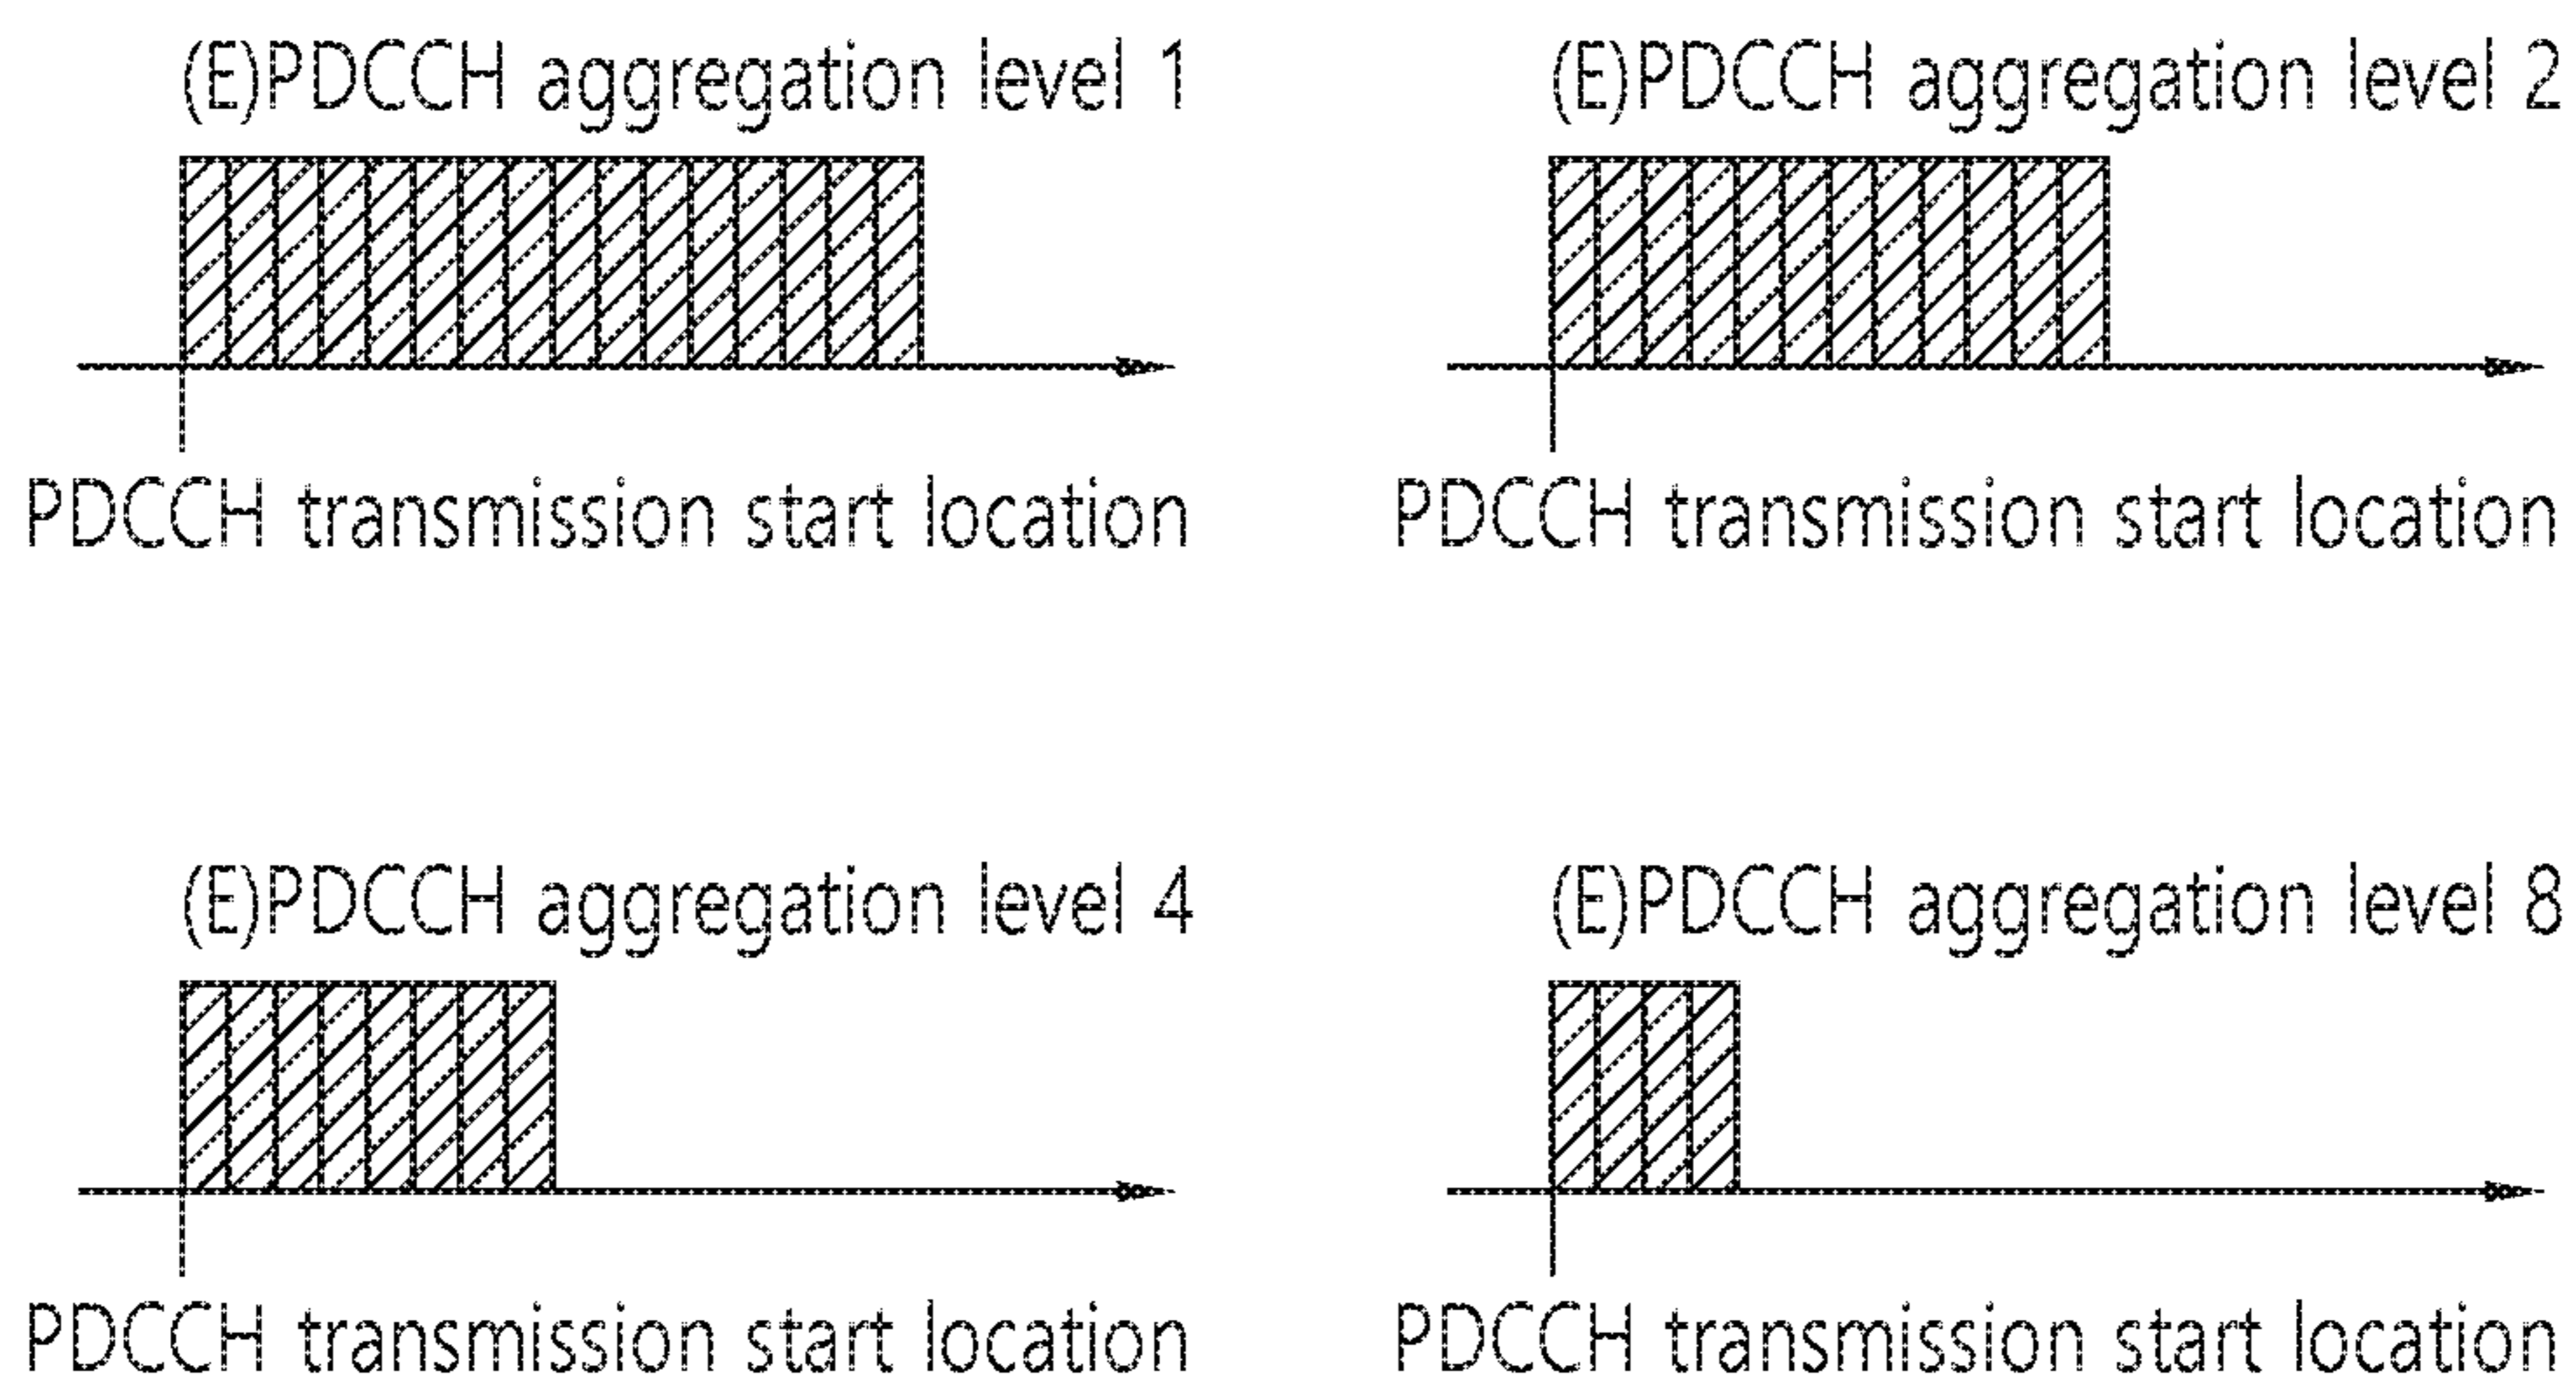 (E)PDCCH aggregation level 1
(E)PDCCH aggregation level 2
PDCCH transmission start location
PDCCH transmission start location
(E)PDCCH aggregation level 4
(E)PDCCH aggregation level 8
PDCCH transmission start location
PDCCH transmission start location